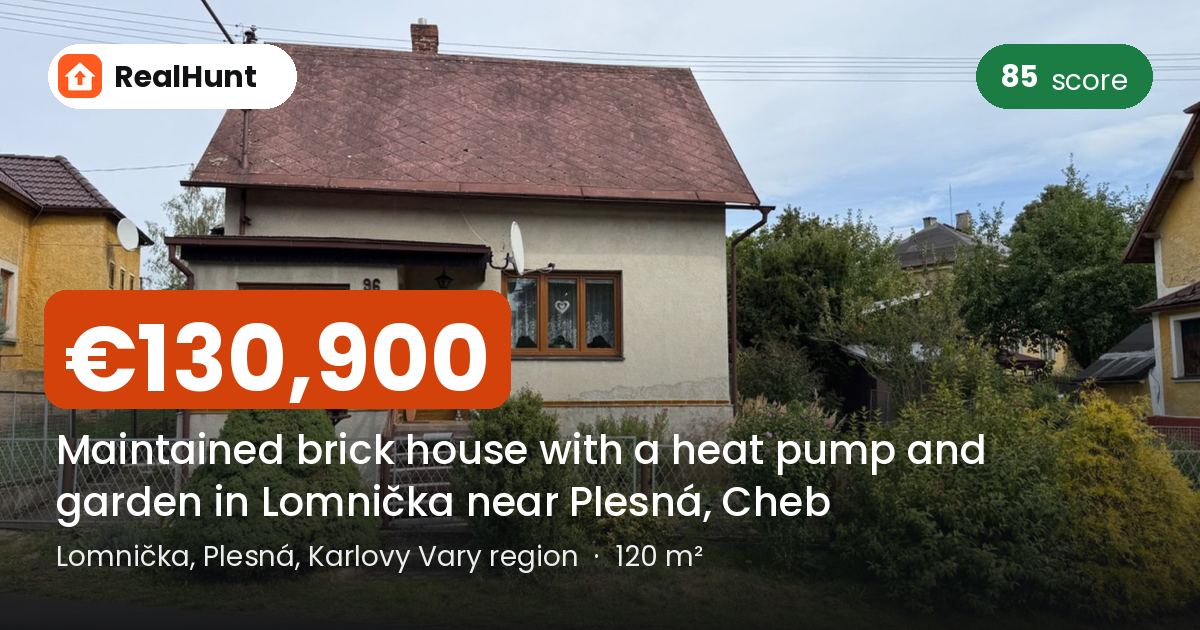 RealHunt
85 score
96
€130,900
Maintained brick house with a heat pump and
garden in Lomnička near Plesná, Cheb
Lomnička, Plesná, Karlovy Vary region · 120 m²